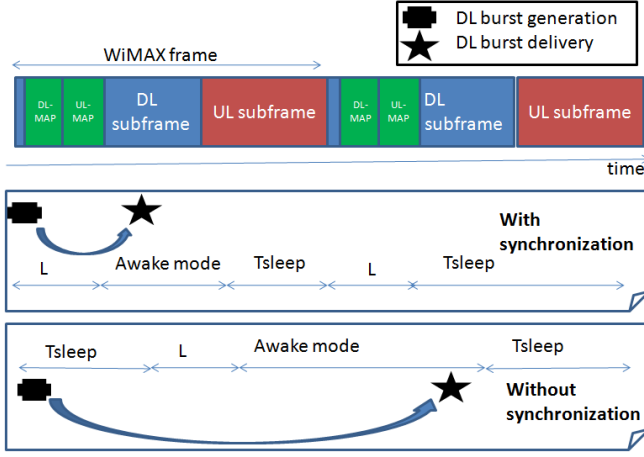 DL burst generation
DL burst delivery
WiMAX frame
DL-
MAP
UL-
MAP
DL
subframe
UL subframe
DL-
MAP
UL-
MAP
DL
subframe
UL subframe
time
With
synchronization
L
Awake mode
Tsleep
L
Tsleep
Tsleep
L
Awake mode
Tsleep
Without
synchronization